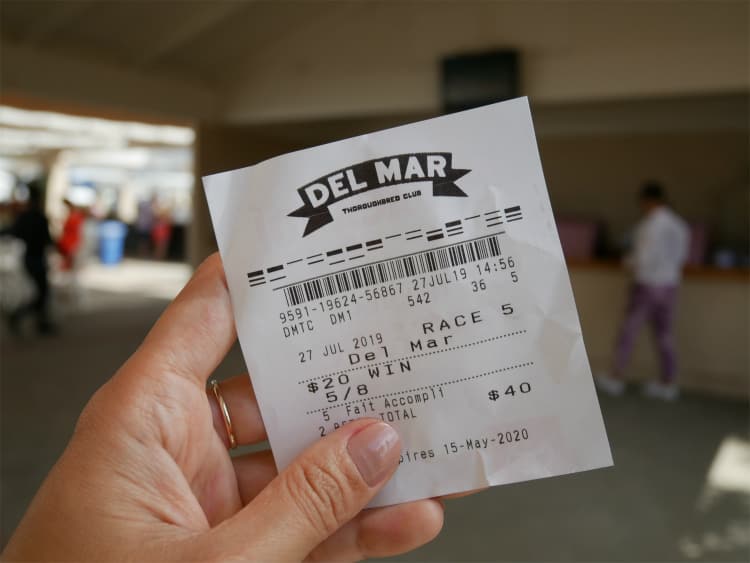 DEL MAR
THOROUGHBRED CLUB
9591-19624-56867 27JUL19 14:56
DMTC DM1 542 36 5
27 JUL 2019 RACE 5
Del Mar
$20 WIN
5/8
5 Fait Accompli
2 TOTAL $40
15-May-2020